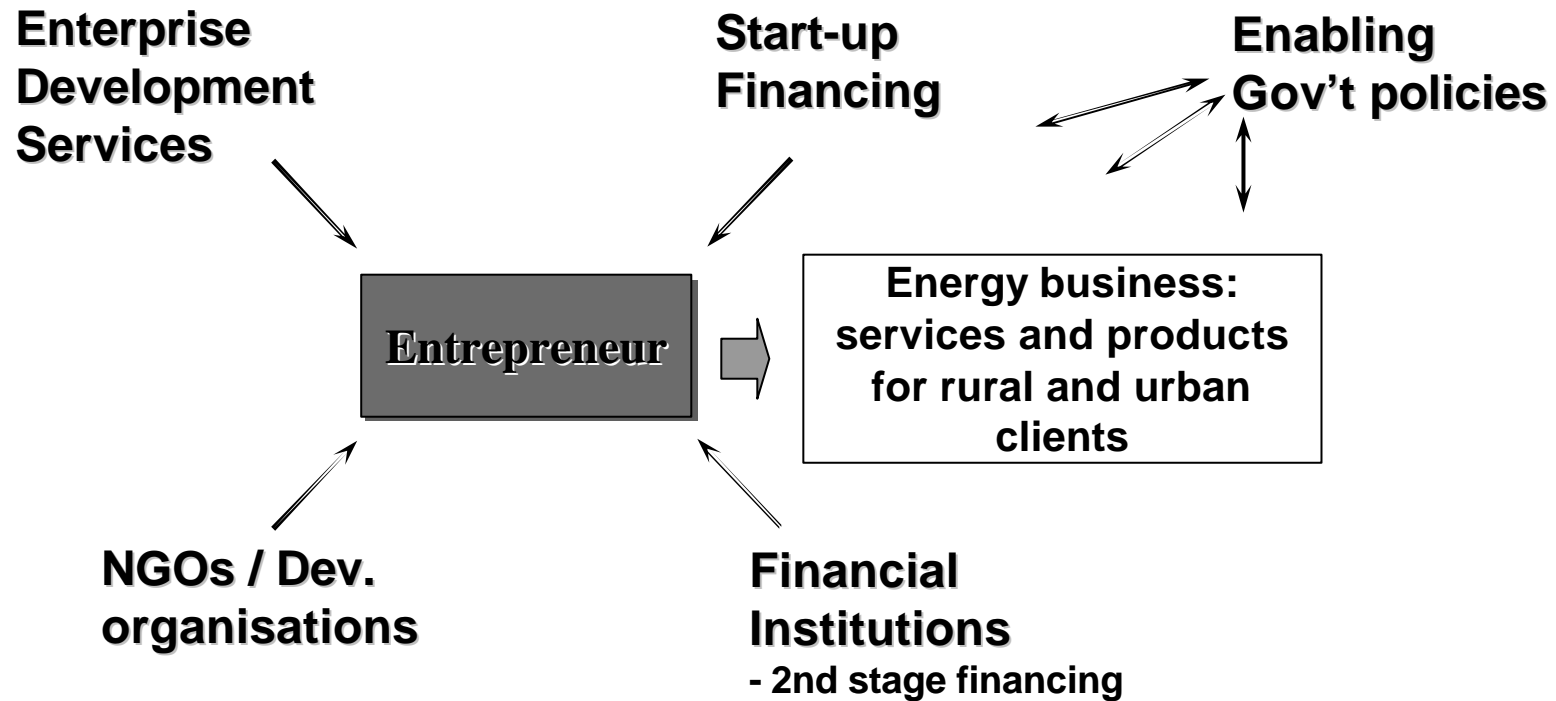 Enterprise
Development
Services
Start-up
Financing
Enabling
Gov't policies
Entrepreneur
Energy business:
services and products
for rural and urban
clients
NGOs / Dev.
organisations
Financial
Institutions
- 2nd stage financing